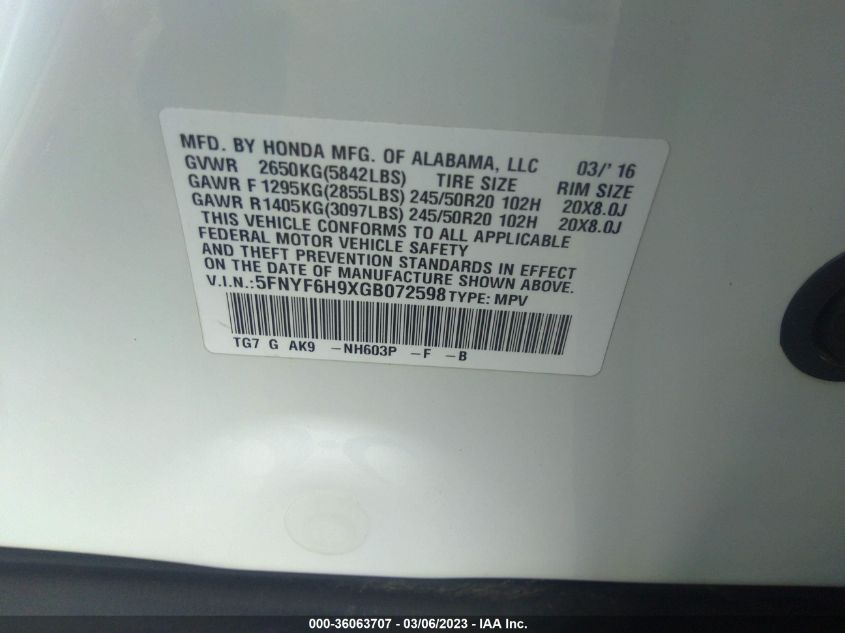 MFD. BY HONDA MFG. OF ALABAMA, LLC 03/' 16
GVWR 2650KG(5842LBS) TIRE SIZE RIM SIZE
GAWR F 1295KG(2855LBS) 245/50R20 102H 20X8.0J
GAWR R1405KG(3097LBS) 245/50R20 102H 20X8.0J
THIS VEHICLE CONFORMS TO ALL APPLICABLE
FEDERAL MOTOR VEHICLE SAFETY
AND THEFT PREVENTION STANDARDS IN EFFECT
ON THE DATE OF MANUFACTURE SHOWN ABOVE.
V.I.N.:5FNYF6H9XGB072598 TYPE: MPV
TG7 G AK9 -NH603P -F -B
000-36063707 - 03/06/2023 - IAA Inc.